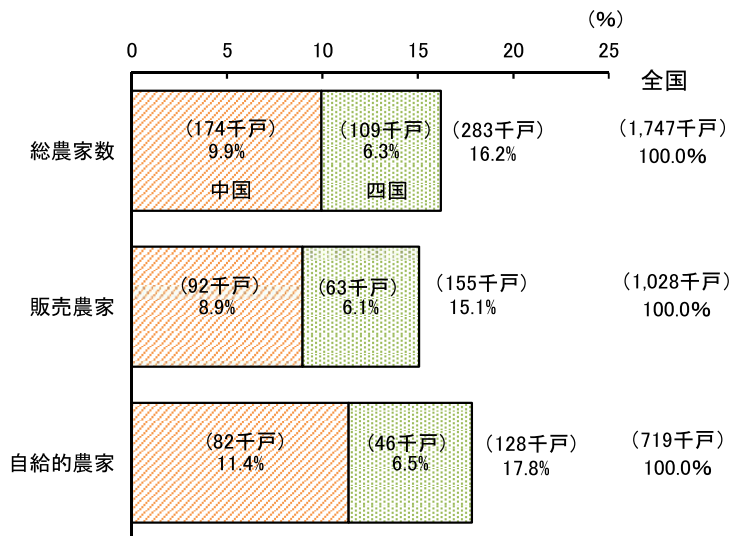 (%)
0 5 10 15 20 25
全国
総農家数
(174千戸) (109千戸) (283千戸) (1,747千戸)
9.9% 6.3% 16.2% 100.0%
中国 四国
販売農家
(92千戸) (63千戸) (155千戸) (1,028千戸)
8.9% 6.1% 15.1% 100.0%
自給的農家
(82千戸) (46千戸) (128千戸) (719千戸)
11.4% 6.5% 17.8% 100.0%